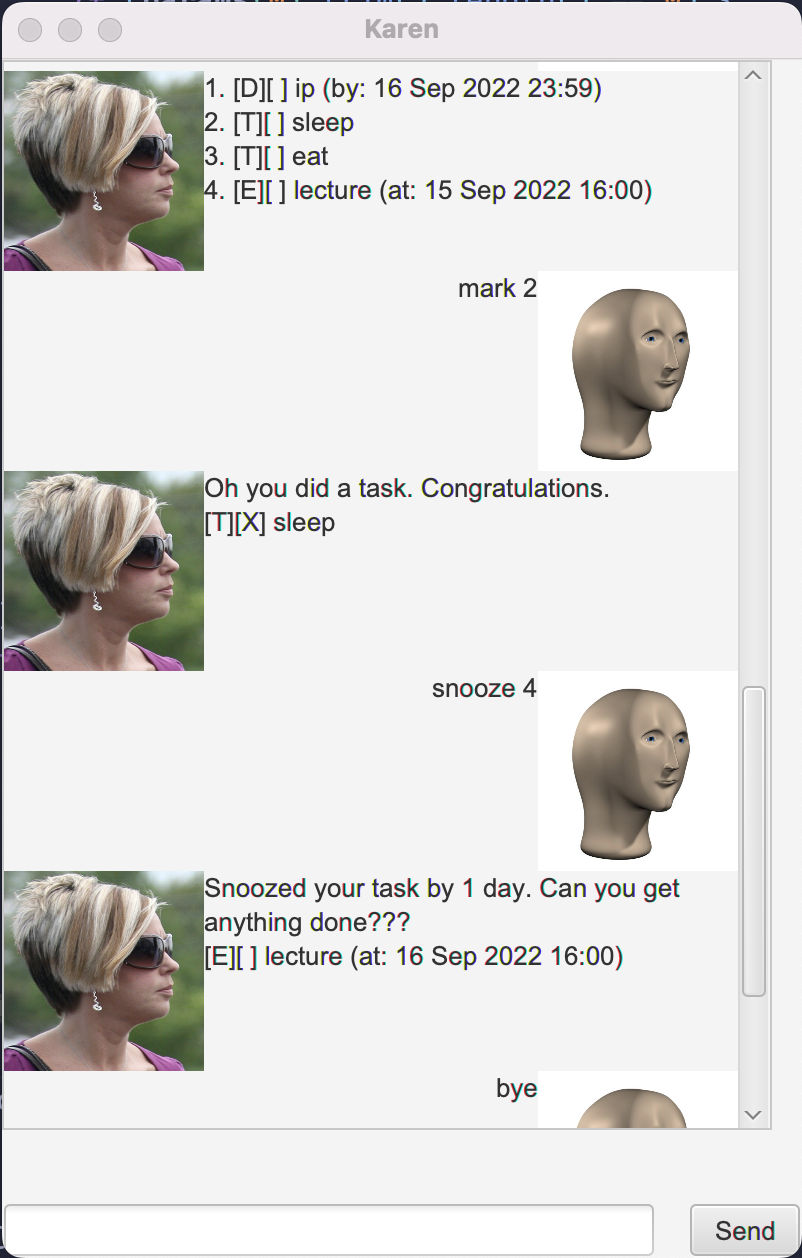 Karen
1. [D][ ] ip (by: 16 Sep 2022 23:59)
2. [T][ ] sleep
3. [T][ ] eat
4. [E][ ] lecture (at: 15 Sep 2022 16:00)
mark 2
Oh you did a task. Congratulations.
[T][X] sleep
snooze 4
Snoozed your task by 1 day. Can you get
anything done???
[E][ ] lecture (at: 16 Sep 2022 16:00)
bye
Send